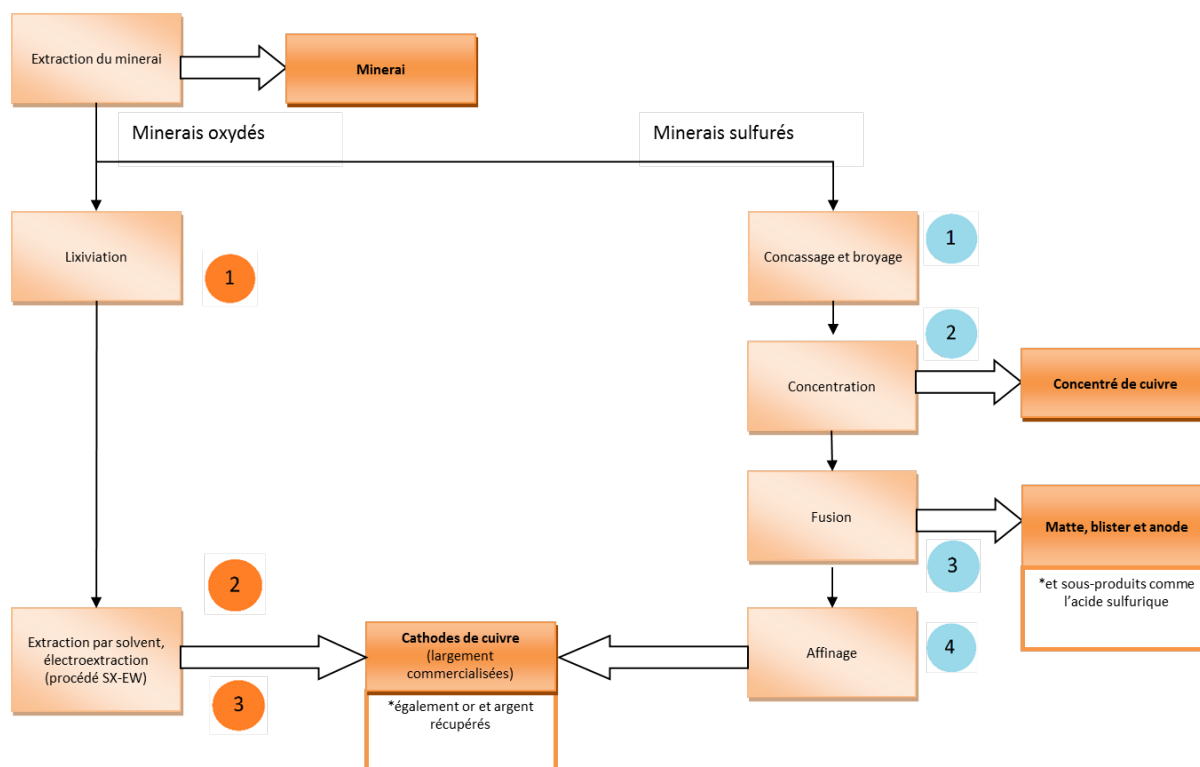 Extraction du minerai
Minerai
Minerais oxydés
Minerais sulfurés
Lixiviation
1
Concassage et broyage
1
2
Concentration
Concentré de cuivre
Fusion
Matte, blister et anode
3
*et sous-produits comme
l'acide sulfurique
2
Extraction par solvent,
électroextraction
(procédé SX-EW)
3
Cathodes de cuivre
(largement
commercialisées)
*également or et argent
récupérés
Affinage
4